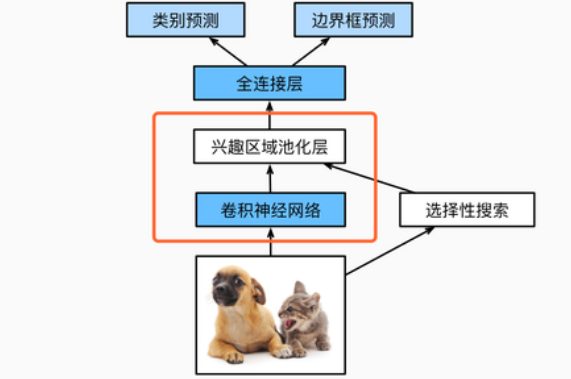 类别预测
边界框预测
全连接层
兴趣区域池化层
卷积神经网络
选择性搜索